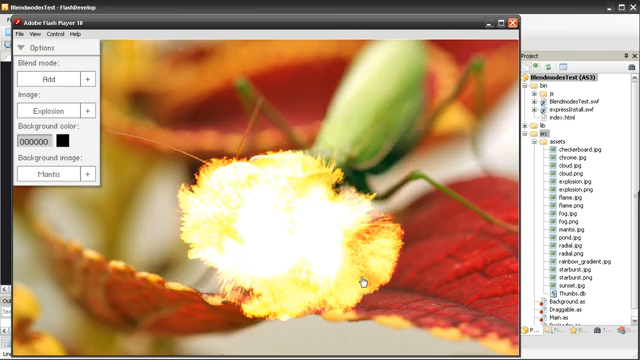 BlendmodesTest - FlashDevelop
Adobe Flash Player 10
File View Control Help
Options
Blend mode:
Add +
Image:
Explosion +
Background color:
000000
Background image:
Mantis +
Project
BlendmodesTest (AS3)
bin
js
BlendmodesTest.swf
expressInstall.swf
index.html
lib
src
assets
checkerboard.jpg
chrome.jpg
cloud.jpg
cloud.png
explosion.jpg
explosion.png
flame.jpg
flame.png
fog.jpg
fog.png
mantis.jpg
pond.jpg
radial.jpg
radial.png
rainbow_gradient.jpg
starburst.jpg
starburst.png
sunset.jpg
Thumbs.db
Background.as
Draggable.as
Main.as